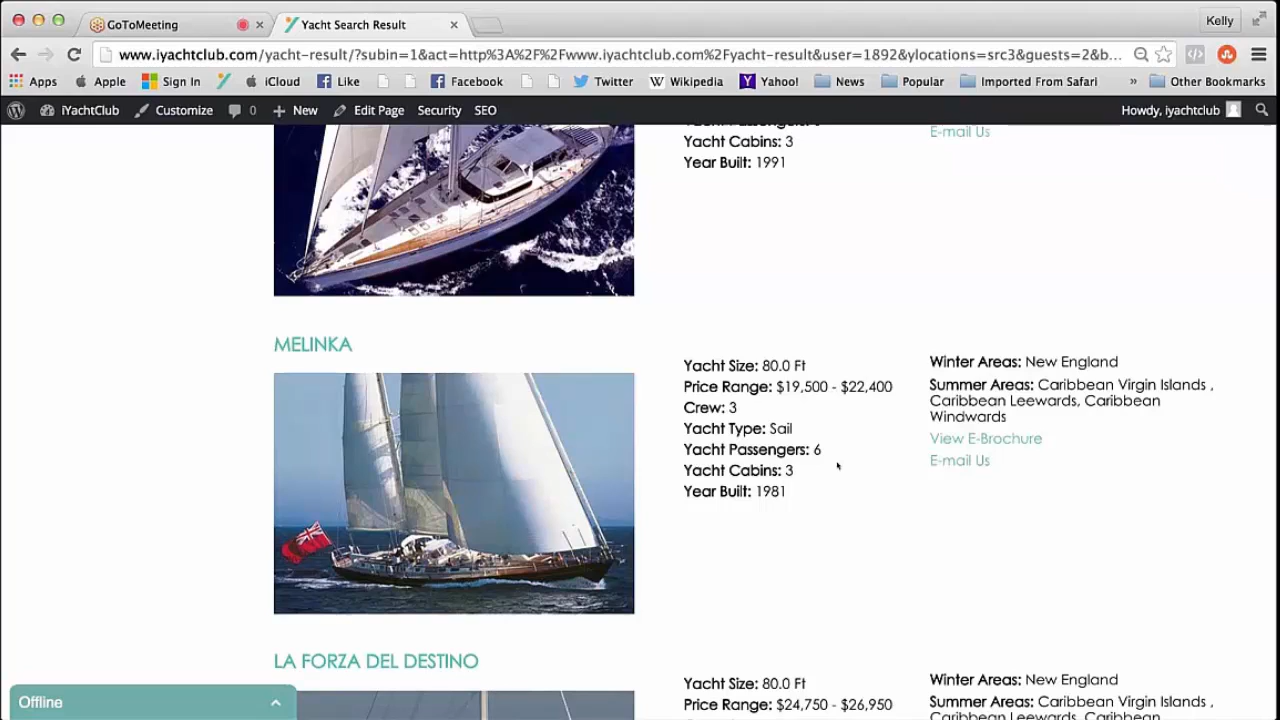 GoToMeeting
Yacht Search Result
Kelly
www.iyachtclub.com/yacht-result/?subin=1&act=http%3A%2F%2Fwww.iyachtclub.com%2Fyacht-result&user=1892&ylocations=src3&guests=2&b...
Apps Apple Sign In iCloud Like Facebook Twitter Wikipedia Yahoo! News Popular Imported From Safari » Other Bookmarks
iYachtClub Customize 0 New Edit Page Security SEO Howdy, iyachtclub
E-mail Us
Yacht Cabins: 3
Year Built: 1991
MELINKA
Yacht Size: 80.0 Ft
Price Range: $19,500 - $22,400
Crew: 3
Yacht Type: Sail
Yacht Passengers: 6
Yacht Cabins: 3
Year Built: 1981
Winter Areas: New England
Summer Areas: Caribbean Virgin Islands ,
Caribbean Leewards, Caribbean
Windwards
View E-Brochure
E-mail Us
LA FORZA DEL DESTINO
Yacht Size: 80.0 Ft
Price Range: $24,750 - $26,950
Winter Areas: New England
Summer Areas: Caribbean Virgin Islands ,
Caribbean Leewards, Caribbean
Offline